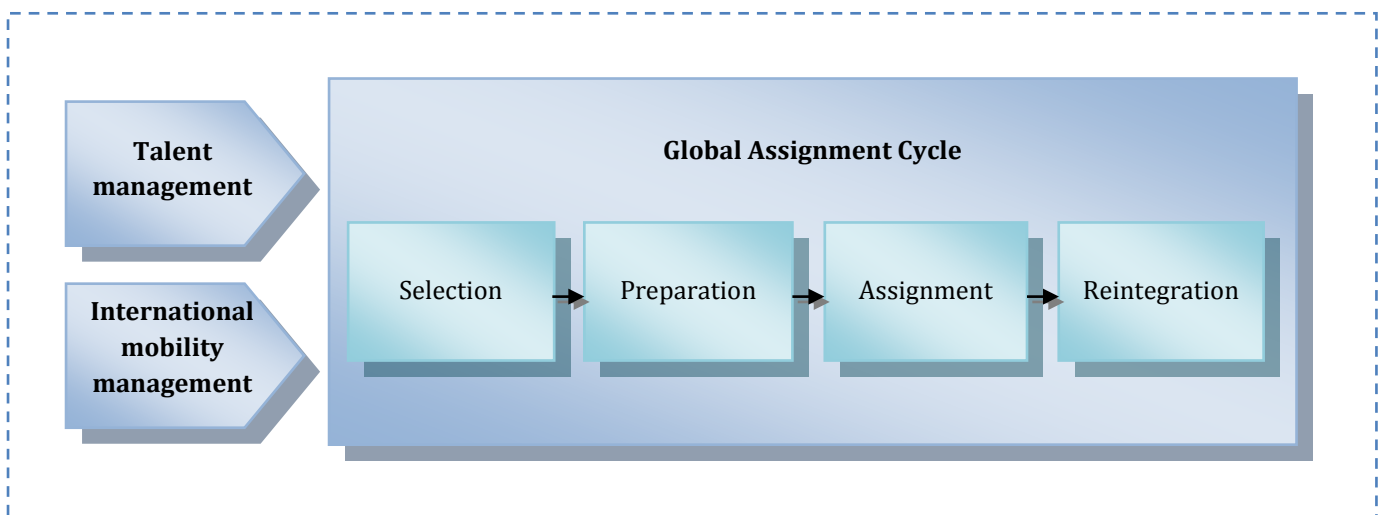 Talent
management
International
mobility
management
Global Assignment Cycle
Selection
Preparation
Assignment
Reintegration